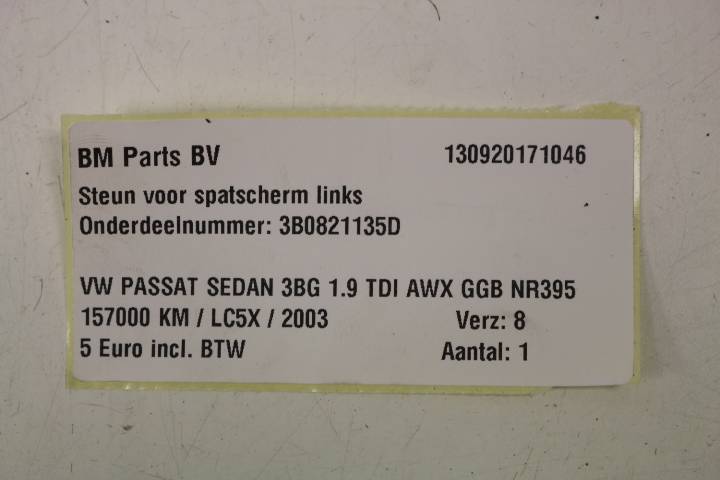 BM Parts BV 130920171046
Steun voor spatscherm links
Onderdeelnummer: 3B0821135D
VW PASSAT SEDAN 3BG 1.9 TDI AWX GGB NR395
157000 KM / LC5X / 2003 Verz: 8
5 Euro incl. BTW Aantal: 1